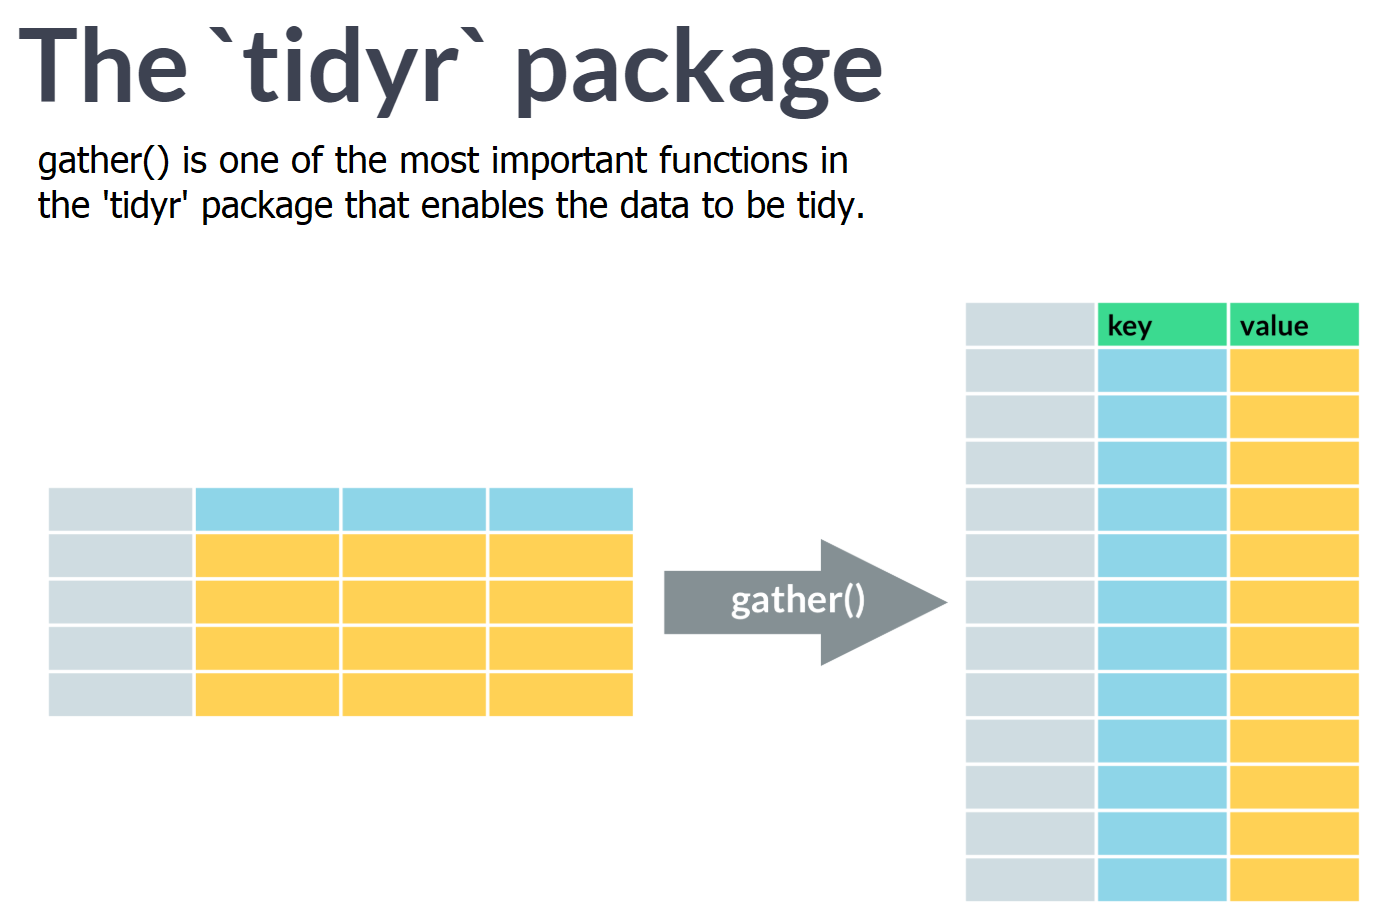 The `tidyr` package
gather() is one of the most important functions in
the 'tidyr' package that enables the data to be tidy.
key value
gather()